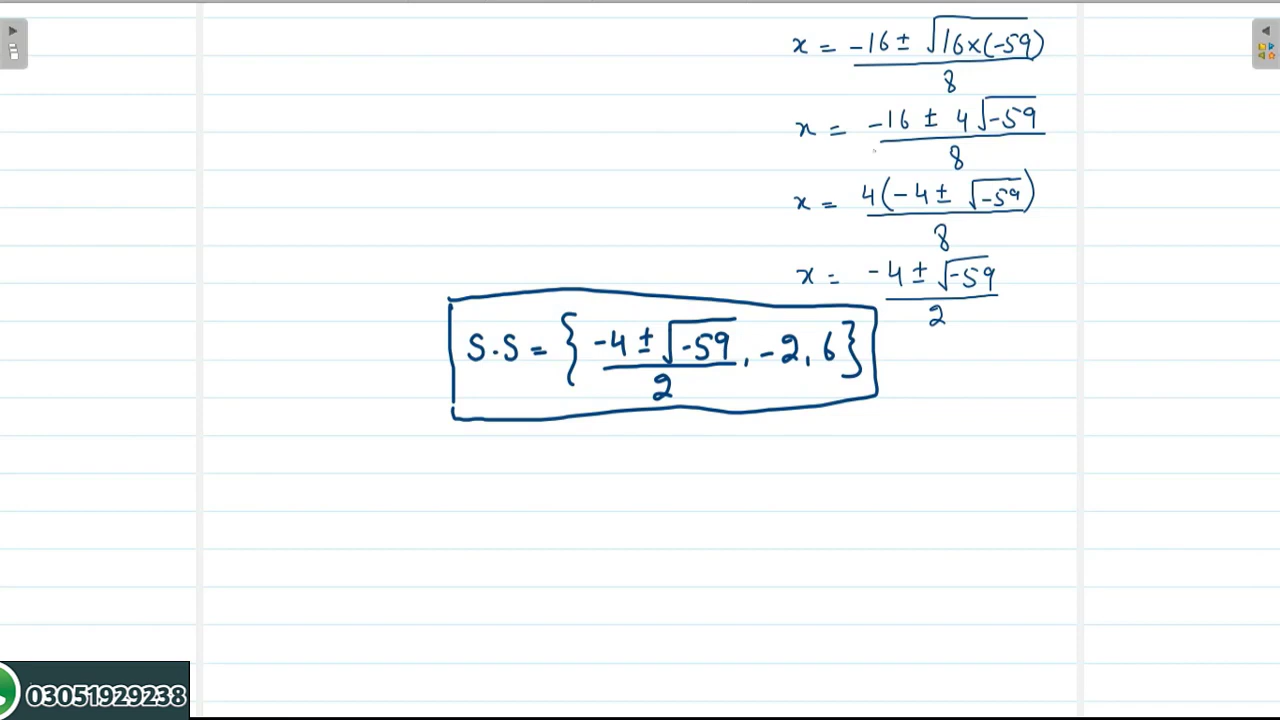 x = -16 ± √16×(-59) / 8
x = -16 ± 4√-59 / 8
x = 4(-4 ± √-59) / 8
x = -4 ± √-59 / 2
S.S = { -4 ± √-59 / 2 , -2, 6 }
03051929238